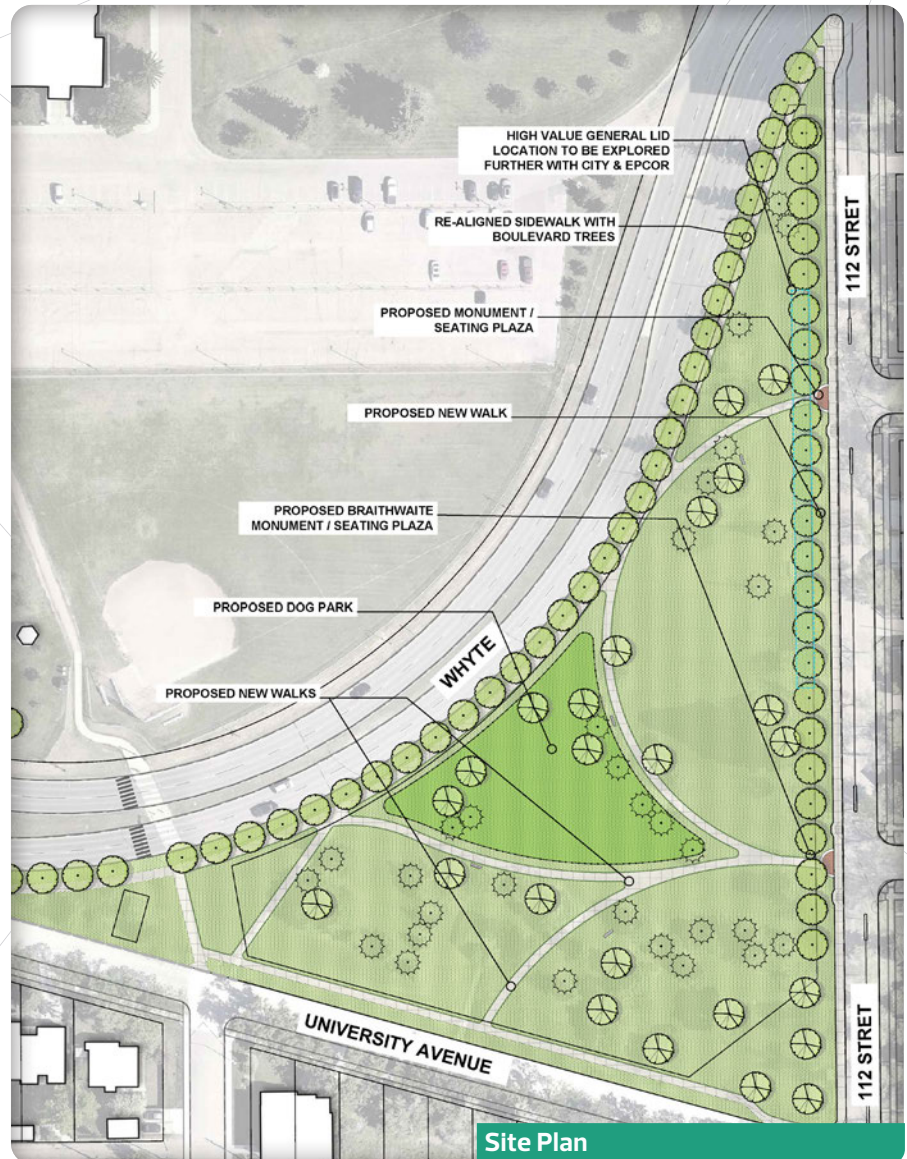 HIGH VALUE GENERAL LID
LOCATION TO BE EXPLORED
FURTHER WITH CITY & EPCOR
RE-ALIGNED SIDEWALK WITH
BOULEVARD TREES
112 STRET
PROPOSED MONUMENT /
SEATING PLAZA
PROPOSED NEW WALK
PROPOSED BRAITHWAITE
MONUMENT / SEATING PLAZA
PROPOSED DOG PARK
WHYTE
PROPOSED NEW WALKS
UNIVERSITY AVENUE
112 STRET
Site Plan